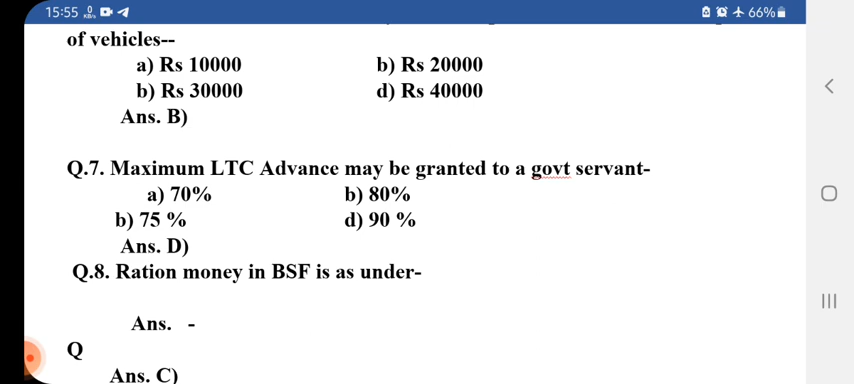 15:55 0 KB/s 66%
of vehicles--
a) Rs 10000 b) Rs 20000
b) Rs 30000 d) Rs 40000
Ans. B)
Q.7. Maximum LTC Advance may be granted to a govt servant-
a) 70% b) 80%
b) 75 % d) 90 %
Ans. D)
Q.8. Ration money in BSF is as under-
Ans. -
Q
Ans. C)